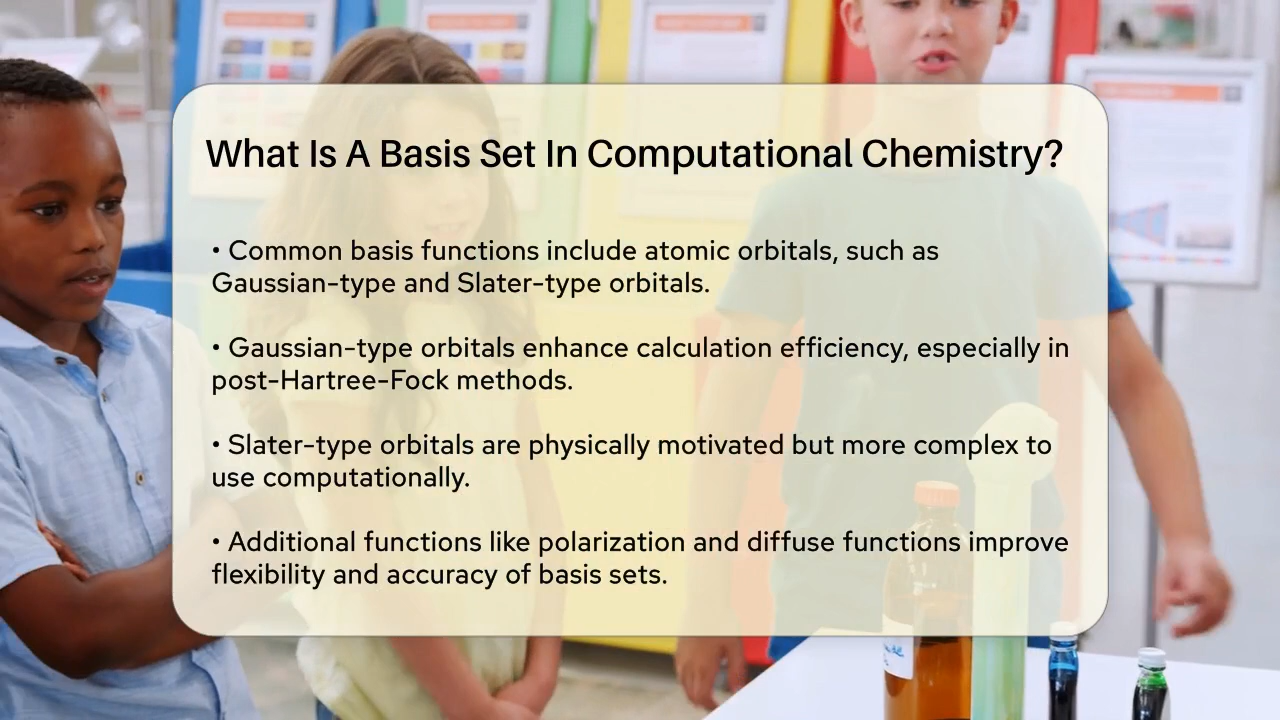 What Is A Basis Set In Computational Chemistry?
• Common basis functions include atomic orbitals, such as
Gaussian-type and Slater-type orbitals.
• Gaussian-type orbitals enhance calculation efficiency, especially in
post-Hartree-Fock methods.
• Slater-type orbitals are physically motivated but more complex to
use computationally.
• Additional functions like polarization and diffuse functions improve
flexibility and accuracy of basis sets.